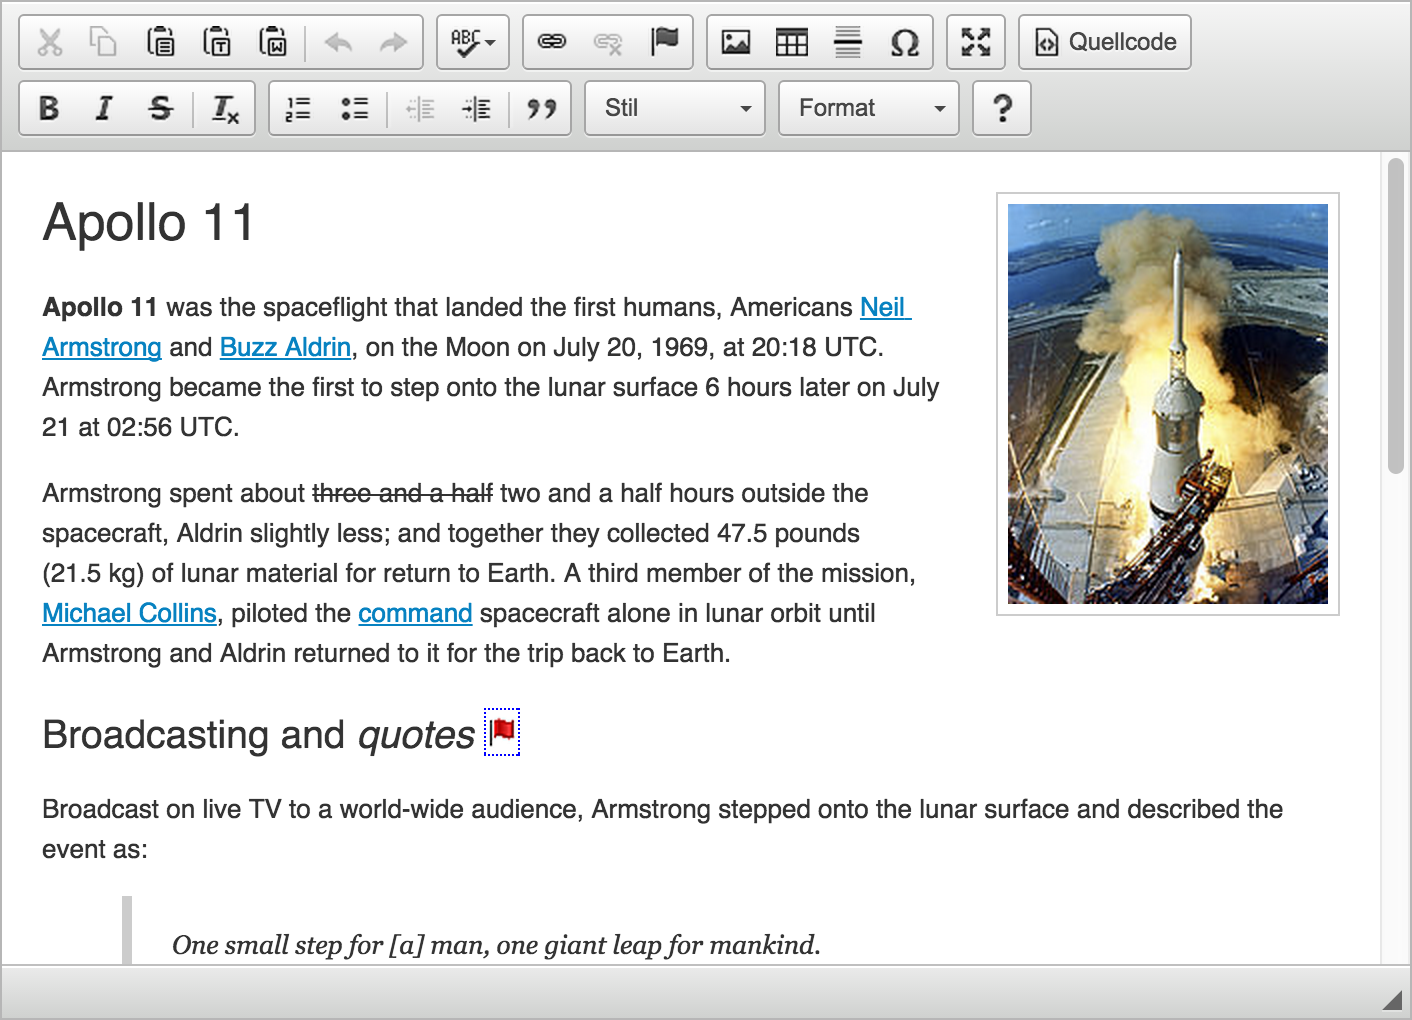 ABC
Quellcode
B I S Ix
Stil
Format
?
Apollo 11
Apollo 11 was the spaceflight that landed the first humans, Americans Neil
Armstrong and Buzz Aldrin, on the Moon on July 20, 1969, at 20:18 UTC.
Armstrong became the first to step onto the lunar surface 6 hours later on July
21 at 02:56 UTC.
Armstrong spent about three and a half two and a half hours outside the
spacecraft, Aldrin slightly less; and together they collected 47.5 pounds
(21.5 kg) of lunar material for return to Earth. A third member of the mission,
Michael Collins, piloted the command spacecraft alone in lunar orbit until
Armstrong and Aldrin returned to it for the trip back to Earth.
Broadcasting and quotes
Broadcast on live TV to a world-wide audience, Armstrong stepped onto the lunar surface and described the
event as:
One small step for [a] man, one giant leap for mankind.